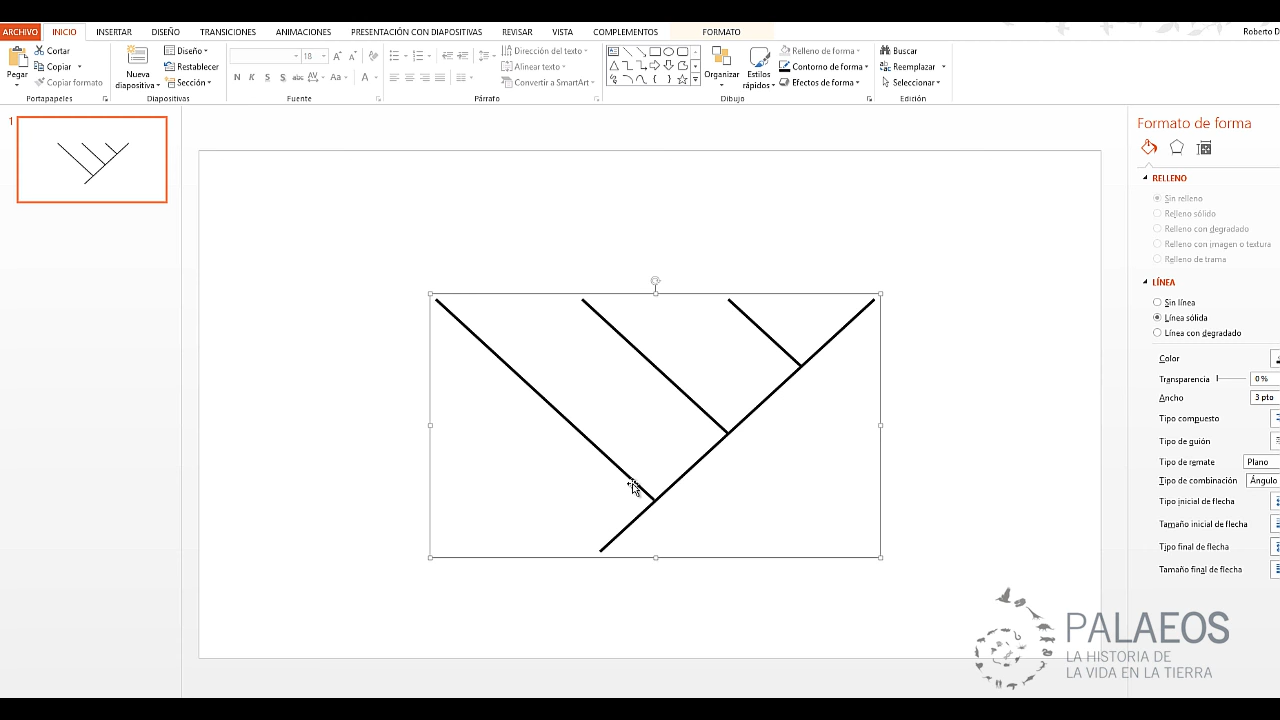 ARCHIVO INICIO INSERTAR DISEÑO TRANSICIONES ANIMACIONES PRESENTACIÓN CON DIAPOSITIVAS REVISAR VISTA COMPLEMENTOS FORMATO Roberto D
Pegar
Cortar
Copiar
Copiar formato
Portapapeles
Nueva diapositiva
Diseño
Restablecer
Sección
Diapositivas
18
N K S S abc AV Aa A
Fuente
Dirección del texto
Alinear texto
Convertir a SmartArt
Párrafo
Organizar
Estilos rápidos
Relleno de forma
Contorno de forma
Efectos de forma
Dibujo
Buscar
Reemplazar
Seleccionar
Edición
1
Formato de forma
RELLENO
Sin relleno
Relleno sólido
Relleno con degradado
Relleno con imagen o textura
Relleno de trama
LÍNEA
Sin línea
Línea sólida
Línea con degradado
Color
Transparencia 0 %
Ancho 3 pto
Tipo compuesto
Tipo de guión
Tipo de remate Plano
Tipo de combinación Ángulo
Tipo inicial de flecha
Tamaño inicial de flecha
Tipo final de flecha
Tamaño final de flecha
PALAEOS
LA HISTORIA DE
LA VIDA EN LA TIERRA